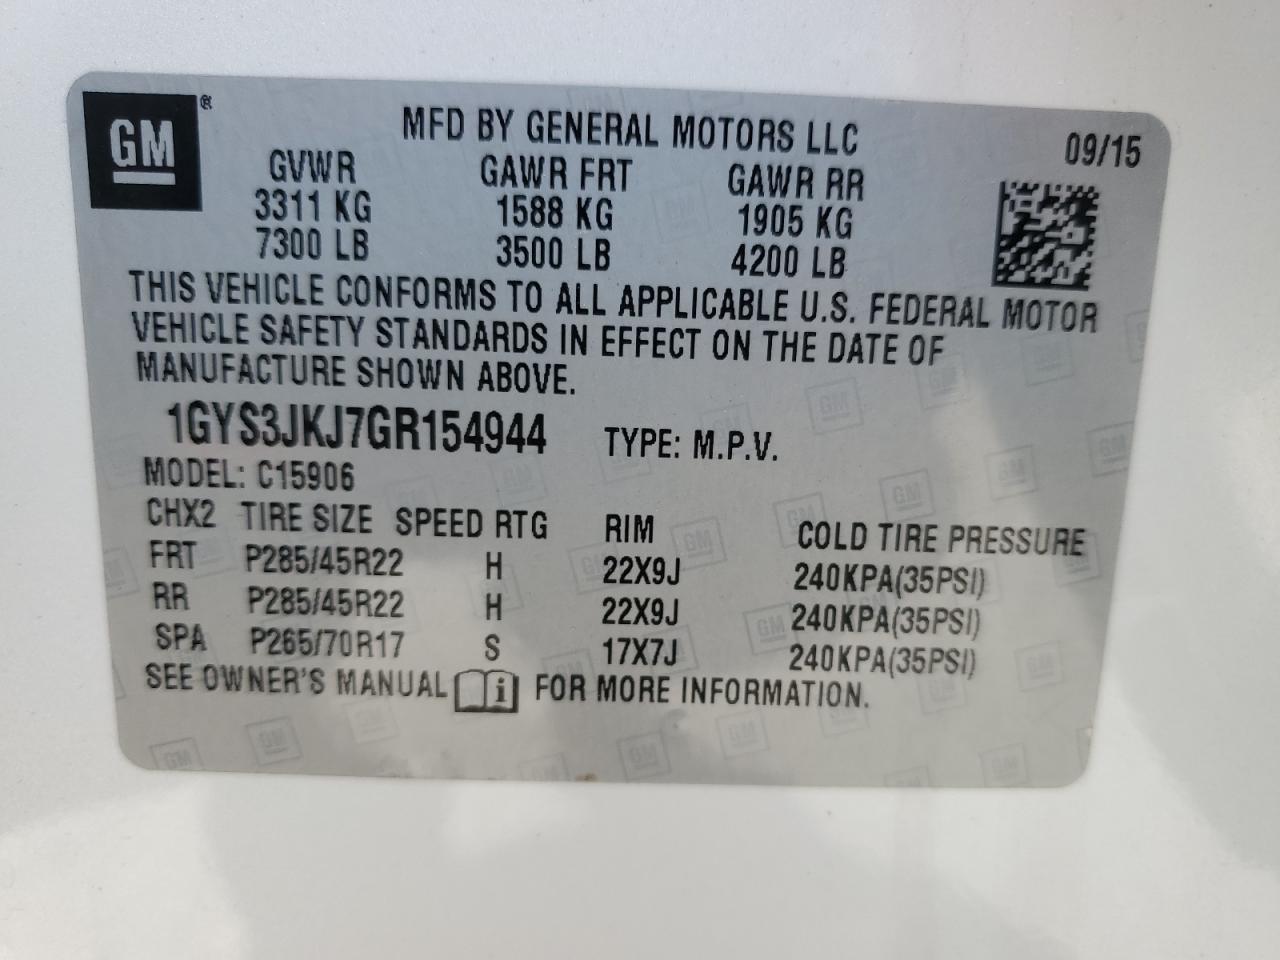 GM ®
MFD BY GENERAL MOTORS LLC 09/15
GVWR GAWR FRT GAWR RR
3311 KG 1588 KG 1905 KG
7300 LB 3500 LB 4200 LB
THIS VEHICLE CONFORMS TO ALL APPLICABLE U.S. FEDERAL MOTOR
VEHICLE SAFETY STANDARDS IN EFFECT ON THE DATE OF
MANUFACTURE SHOWN ABOVE.
1GYS3JKJ7GR154944 TYPE: M.P.V.
MODEL: C15906
CHX2 TIRE SIZE SPEED RTG RIM COLD TIRE PRESSURE
FRT P285/45R22 H 22X9J 240KPA(35PSI)
RR P285/45R22 H 22X9J 240KPA(35PSI)
SPA P265/70R17 S 17X7J 240KPA(35PSI)
SEE OWNER'S MANUAL i FOR MORE INFORMATION.